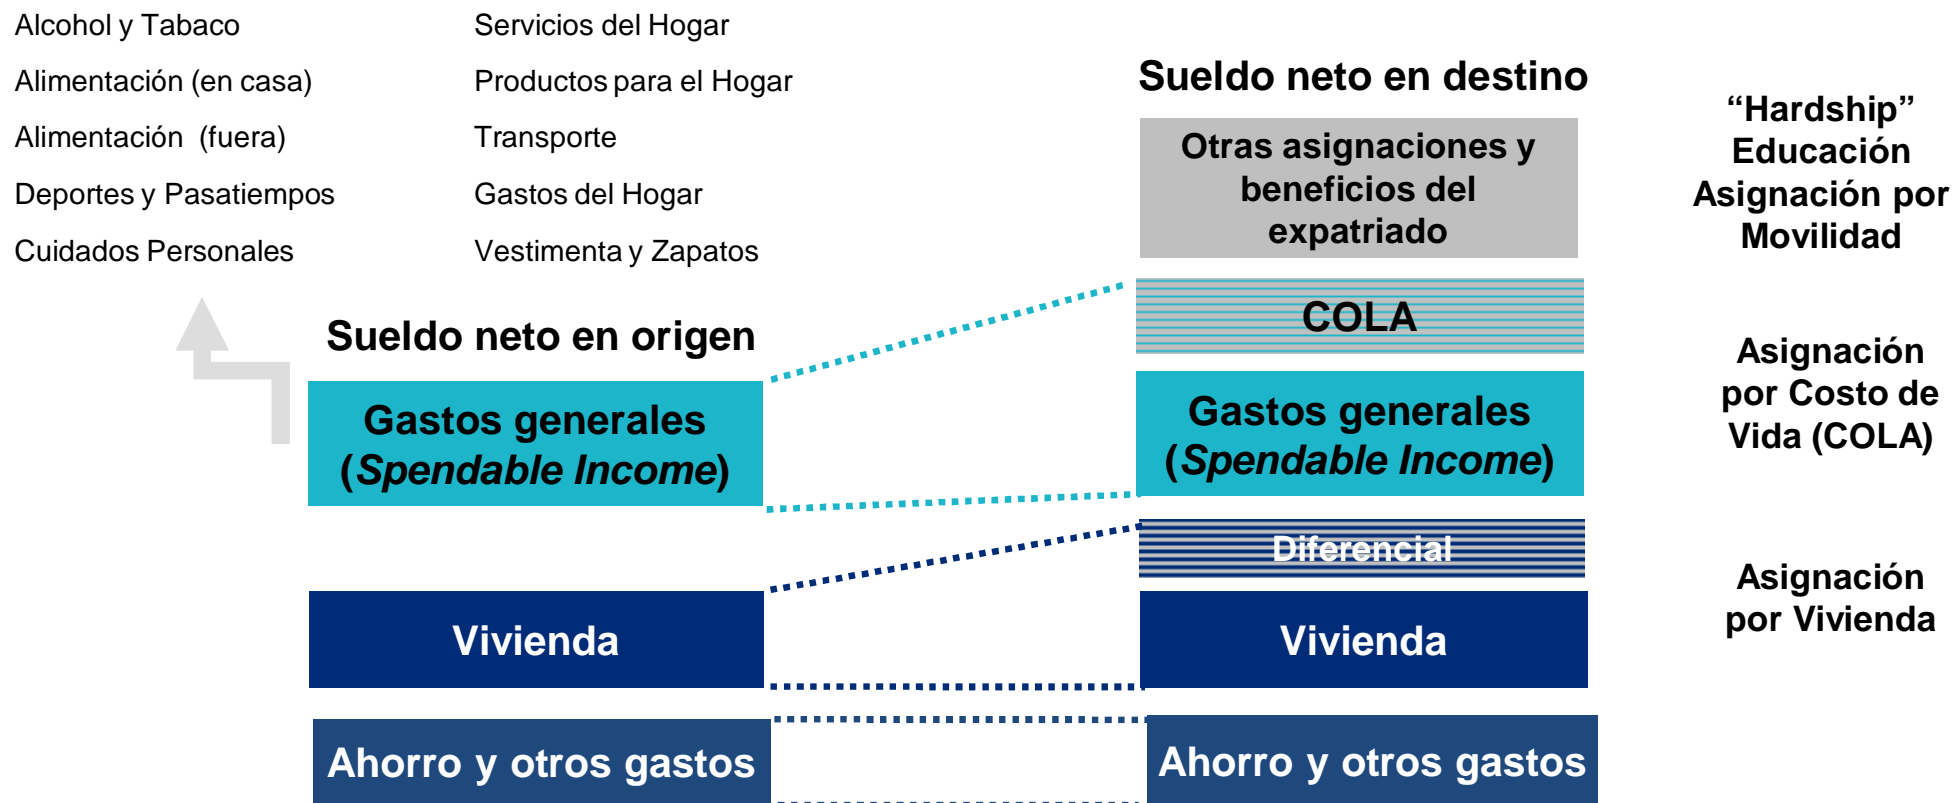 Alcohol y Tabaco
Alimentación (en casa)
Alimentación (fuera)
Deportes y Pasatiempos
Cuidados Personales
Servicios del Hogar
Productos para el Hogar
Transporte
Gastos del Hogar
Vestimenta y Zapatos
Sueldo neto en origen
Gastos generales
(Spendable Income)
Vivienda
Ahorro y otros gastos
Sueldo neto en destino
Otras asignaciones y
beneficios del
expatriado
COLA
Gastos generales
(Spendable Income)
Diferencial
Vivienda
Ahorro y otros gastos
“Hardship”
Educación
Asignación por
Movilidad
Asignación
por Costo de
Vida (COLA)
Asignación
por Vivienda